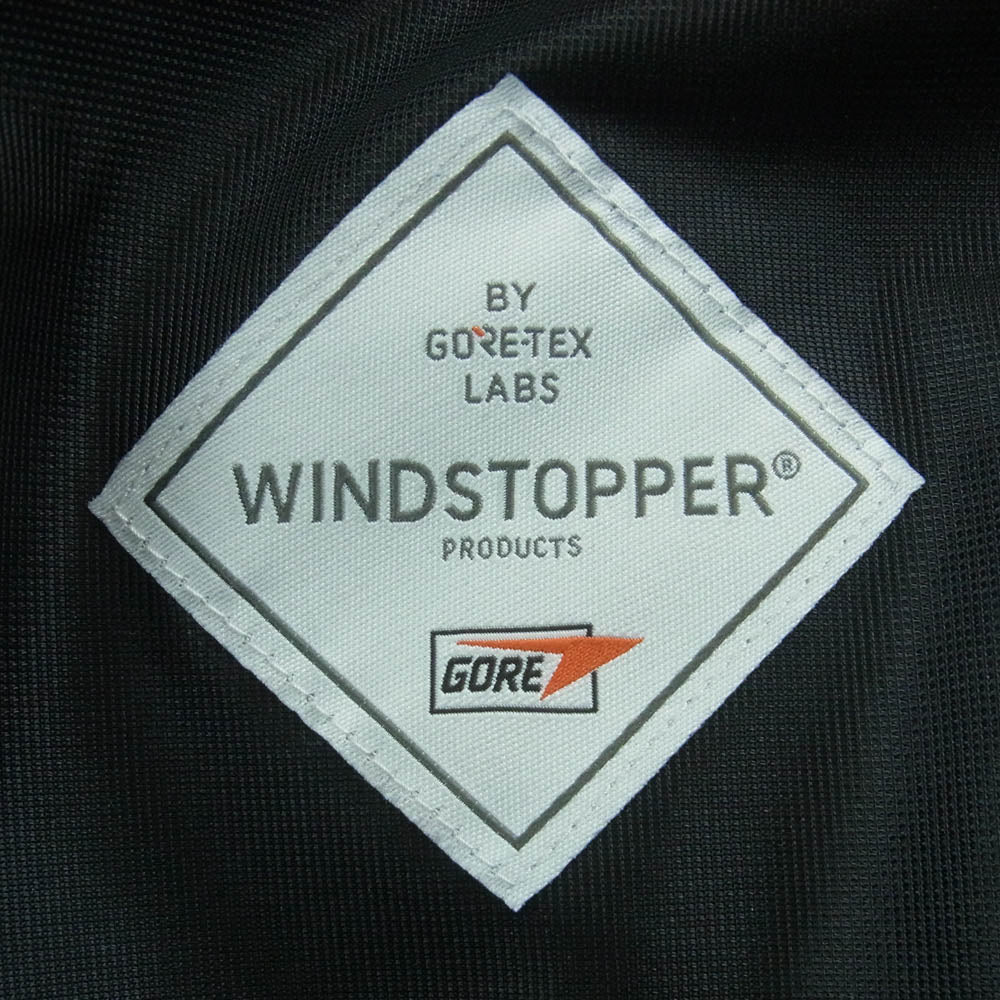 BY
GORE-TEX
LABS
WINDSTOPPER®
PRODUCTS
GORE